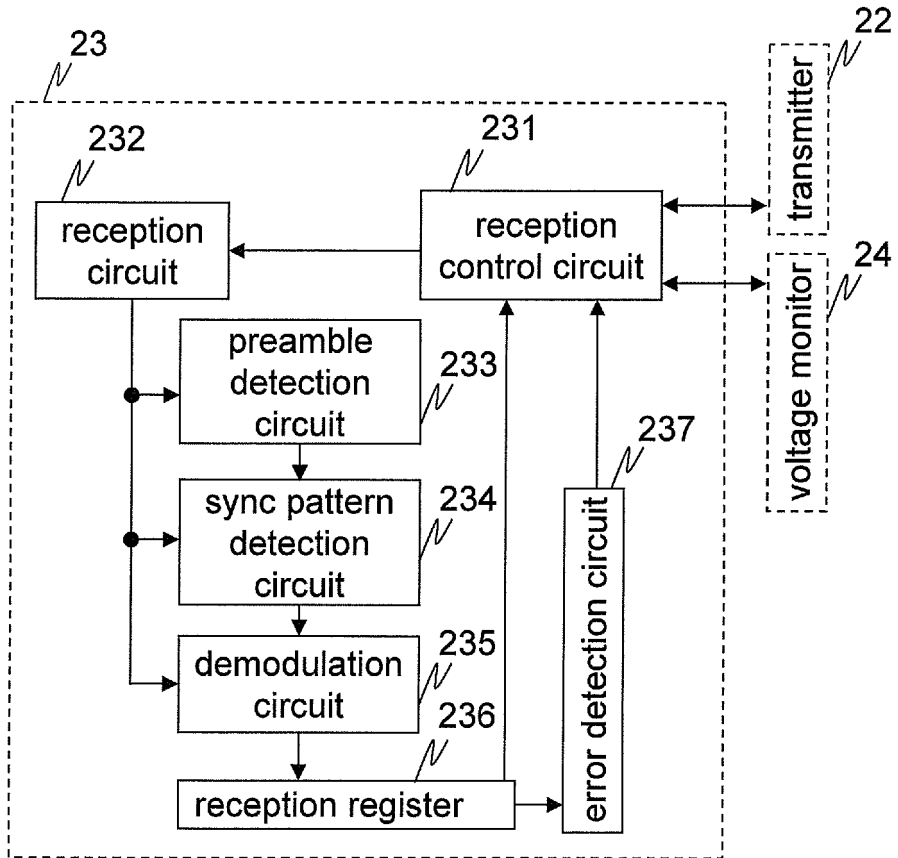 23
22
transmitter
232
231
reception
circuit
reception
control circuit
24
voltage monitor
preamble
detection
circuit
233
237
sync pattern
detection
circuit
234
error detection circuit
demodulation
circuit
235
236
reception register